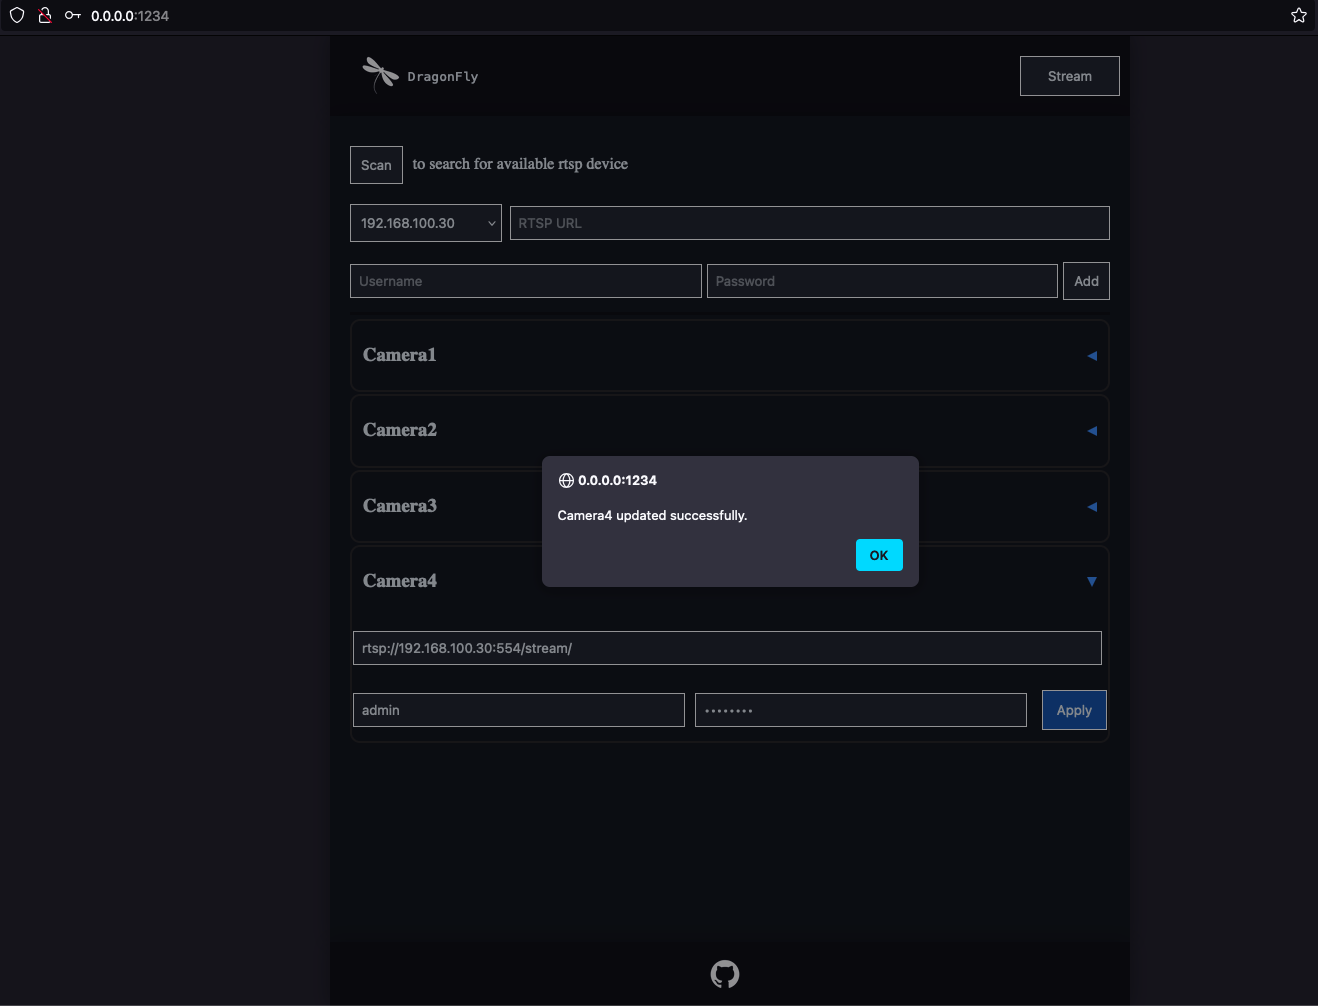 0.0.0.0:1234
DragonFly
Stream
Scan to search for available rtsp device
192.168.100.30 RTSP URL
Username Password Add
Camera1
Camera2
Camera3
0.0.0.0:1234
Camera4 updated successfully.
OK
Camera4
rtsp://192.168.100.30:554/stream/
admin •••••••• Apply